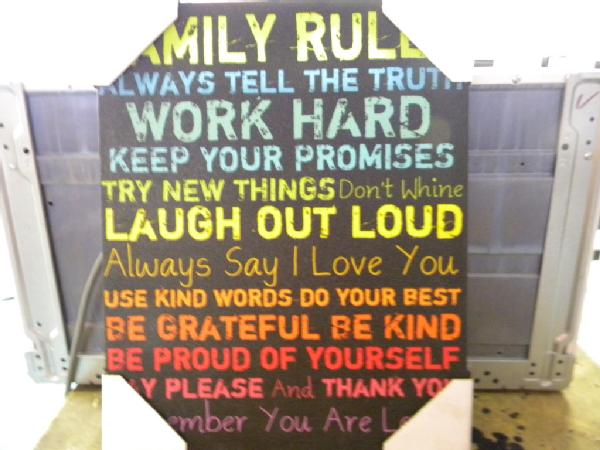 AMILY RULE
ALWAYS TELL THE TRUTH
WORK HARD
KEEP YOUR PROMISES
TRY NEW THINGS Don't Whine
LAUGH OUT LOUD
Always Say I Love You
USE KIND WORDS DO YOUR BEST
BE GRATEFUL BE KIND
BE PROUD OF YOURSELF
AY PLEASE And THANK YOU
ember You Are L